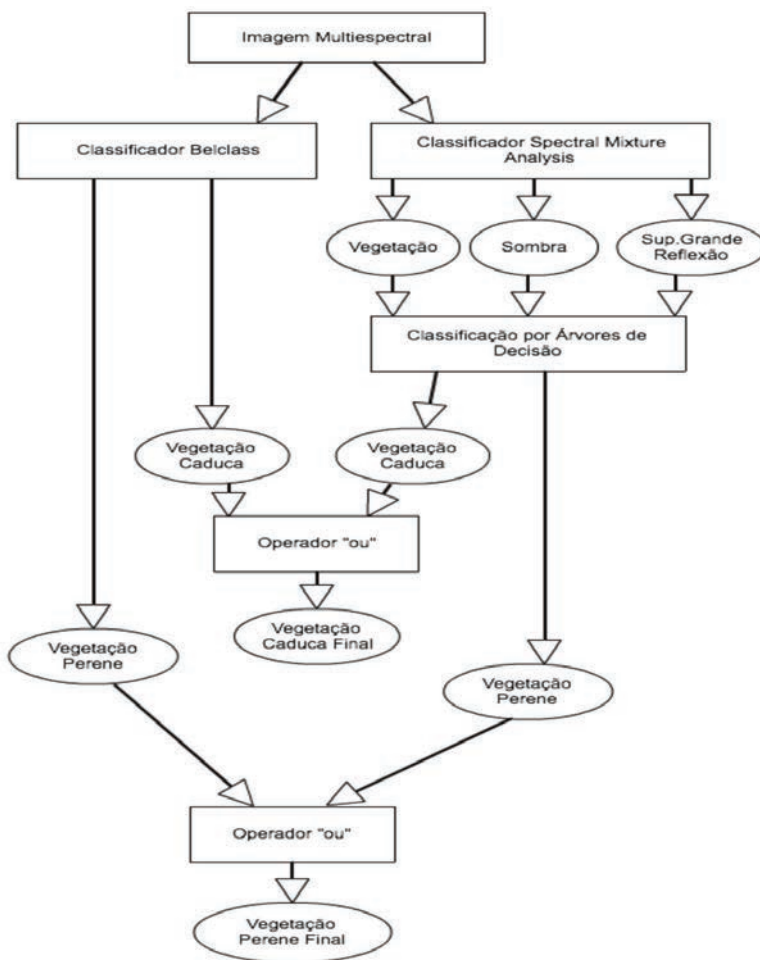 Imagem Multiespectral
Classificador Belclass
Classificador Spectral Mixture
Analysis
Vegetação
Sombra
Sup.Grande
Reflexão
Classificação por Árvores de
Decisão
Vegetação
Caduca
Vegetação
Caduca
Operador "ou"
Vegetação
Caduca Final
Vegetação
Perene
Vegetação
Perene
Operador "ou"
Vegetação
Perene Final